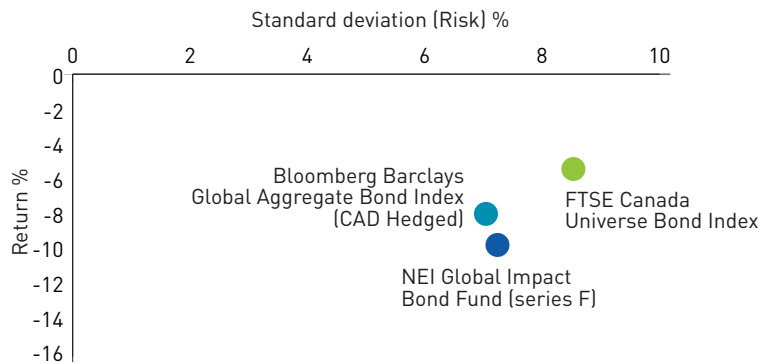 Standard deviation (Risk) %
0 2 4 6 8 10
0
-2
-4
-6
-8
-10
-12
-14
-16
Return %
Bloomberg Barclays
Global Aggregate Bond Index
(CAD Hedged)
FTSE Canada
Universe Bond Index
NEI Global Impact
Bond Fund (series F)